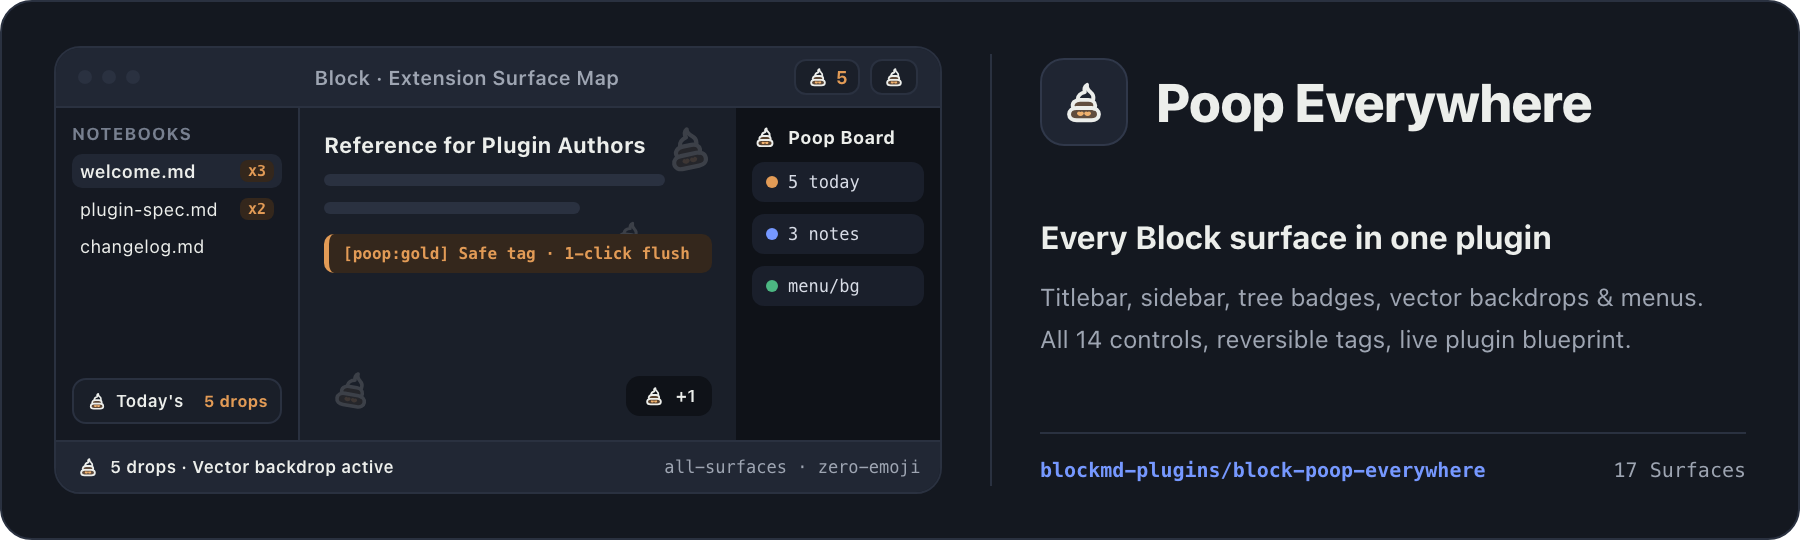 Block · Extension Surface Map
5
NOTEBOOKS
welcome.md x3
plugin-spec.md x2
changelog.md
Today's 5 drops
Reference for Plugin Authors
[poop:gold] Safe tag · 1-click flush
+1
Poop Board
5 today
3 notes
menu/bg
5 drops · Vector backdrop active
all-surfaces · zero-emoji
Poop Everywhere
Every Block surface in one plugin
Titlebar, sidebar, tree badges, vector backdrops & menus.
All 14 controls, reversible tags, live plugin blueprint.
blockmd-plugins/block-poop-everywhere
17 Surfaces